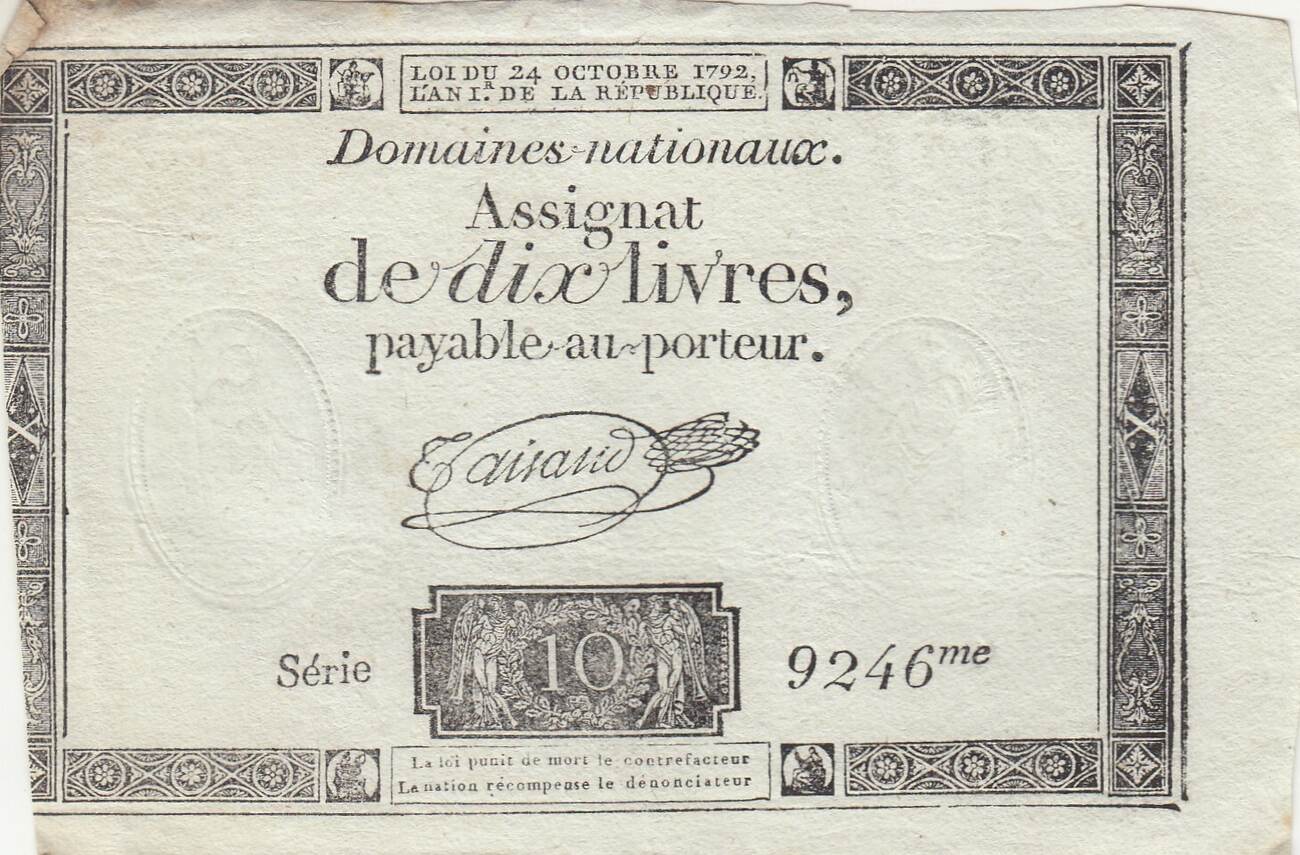 LOI DU 24 OCTOBRE 1792,
L'AN I.R DE LA RÉPUBLIQUE.
Domaines nationaux.
Assignat
de dix livres,
payable au porteur.
Taisaud
10
Série 9246me
La loi punit de mort le contrefacteur
La nation récompense le dénonciateur
X X